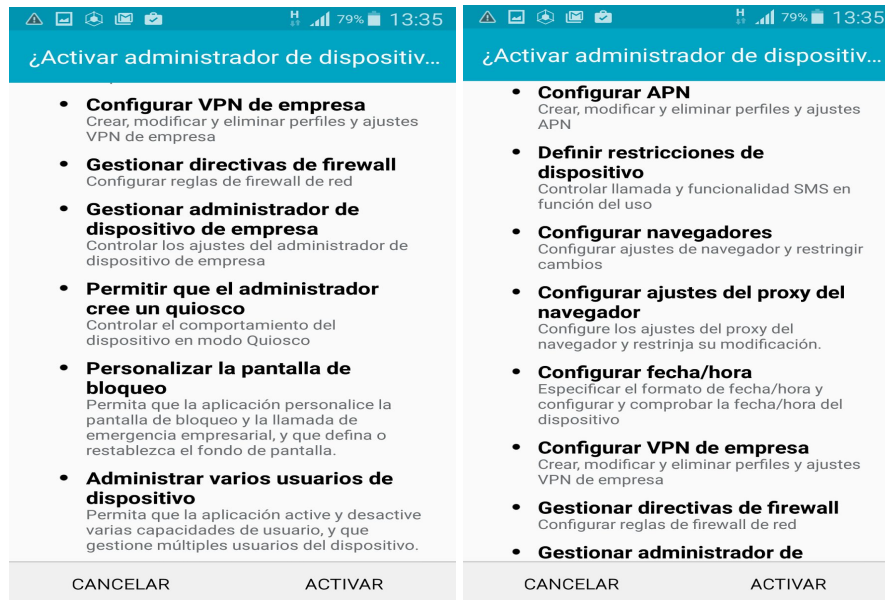 H 79% 13:35
¿Activar administrador de dispositiv...
Configurar VPN de empresa
Crear, modificar y eliminar perfiles y ajustes
VPN de empresa
Gestionar directivas de firewall
Configurar reglas de firewall de red
Gestionar administrador de
dispositivo de empresa
Controlar los ajustes del administrador de
dispositivo de empresa
Permitir que el administrador
cree un quiosco
Controlar el comportamiento del
dispositivo en modo Quiosco
Personalizar la pantalla de
bloqueo
Permita que la aplicación personalice la
pantalla de bloqueo y la llamada de
emergencia empresarial, y que defina o
restablezca el fondo de pantalla.
Administrar varios usuarios de
dispositivo
Permita que la aplicación active y desactive
varias capacidades de usuario, y que
gestione múltiples usuarios del dispositivo.
CANCELAR ACTIVAR
H 79% 13:35
¿Activar administrador de dispositiv...
Configurar APN
Crear, modificar y eliminar perfiles y ajustes
APN
Definir restricciones de
dispositivo
Controlar llamada y funcionalidad SMS en
función del uso
Configurar navegadores
Configurar ajustes de navegador y restringir
cambios
Configurar ajustes del proxy del
navegador
Configure los ajustes del proxy del
navegador y restrinja su modificación.
Configurar fecha/hora
Especificar el formato de fecha/hora y
configurar y comprobar la fecha/hora del
dispositivo
Configurar VPN de empresa
Crear, modificar y eliminar perfiles y ajustes
VPN de empresa
Gestionar directivas de firewall
Configurar reglas de firewall de red
Gestionar administrador de
CANCELAR ACTIVAR